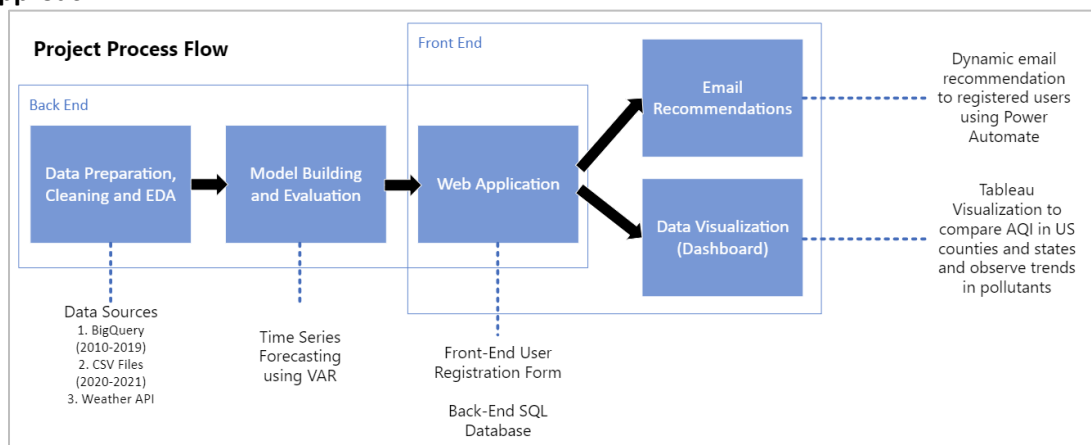 Project Process Flow
Front End
Back End
Data Preparation,
Cleaning and EDA
Model Building
and Evaluation
Web Application
Email
Recommendations
Data Visualization
(Dashboard)
Dynamic email
recommendation
to registered users
using Power
Automate
Tableau
Visualization to
compare AQI in US
counties and states
and observe trends
in pollutants
Data Sources
1. BigQuery
(2010-2019)
2. CSV Files
(2020-2021)
3. Weather API
Time Series
Forecasting
using VAR
Front-End User
Registration Form
Back-End SQL
Database